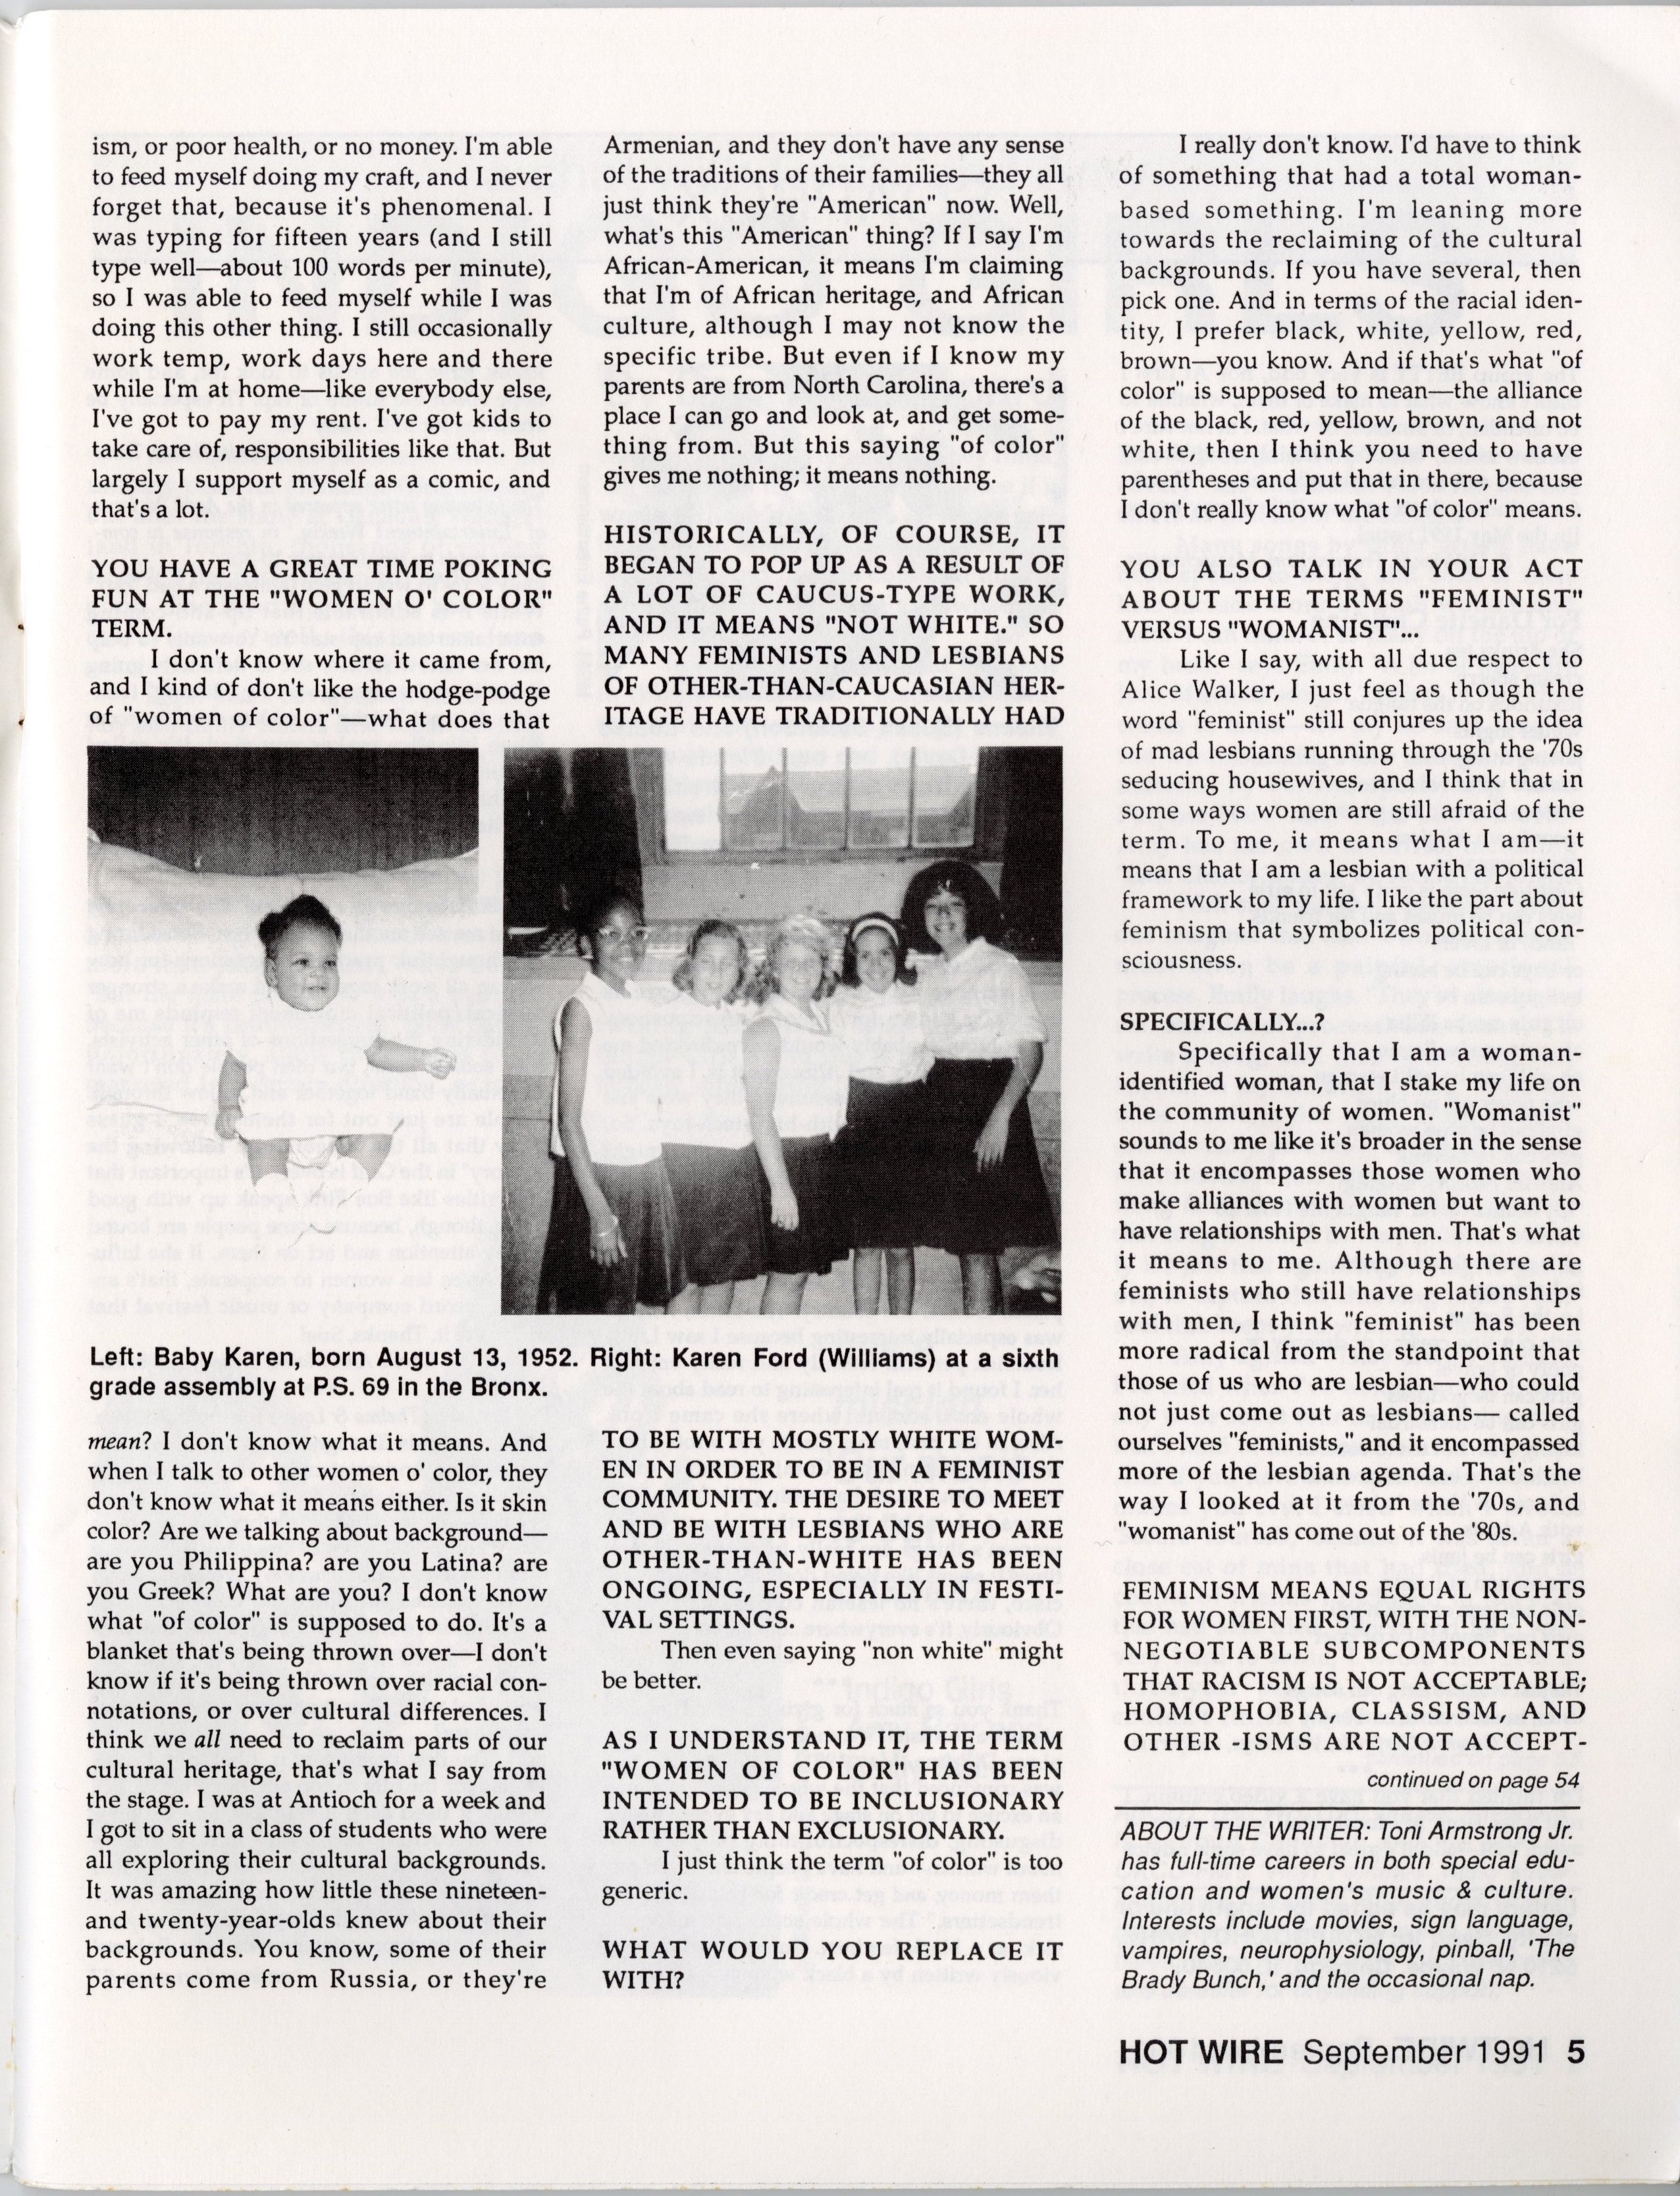 ism, or poor health, or no money. I'm able
to feed myself doing my craft, and I never
forget that, because it's phenomenal. I
was typing for fifteen years (and I still
type well—about 100 words per minute),
so I was able to feed myself while I was
doing this other thing. I still occasionally
work temp, work days here and there
while I'm at home—like everybody else,
I've got to pay my rent. I've got kids to
take care of, responsibilities like that. But
largely I support myself as a comic, and
that's a lot.
YOU HAVE A GREAT TIME POKING
FUN AT THE "WOMEN O' COLOR"
TERM.
I don't know where it came from,
and I kind of don't like the hodge-podge
of "women of color"—what does that
mean? I don't know what it means. And
when I talk to other women o' color, they
don't know what it means either. Is it skin
color? Are we talking about background—
are you Philippina? are you Latina? are
you Greek? What are you? I don't know
what "of color" is supposed to do. It's a
blanket that's being thrown over—I don't
know if it's being thrown over racial con-
notations, or over cultural differences. I
think we all need to reclaim parts of our
cultural heritage, that's what I say from
the stage. I was at Antioch for a week and
I got to sit in a class of students who were
all exploring their cultural backgrounds.
It was amazing how little these nineteen-
and twenty-year-olds knew about their
backgrounds. You know, some of their
parents come from Russia, or they're
Armenian, and they don't have any sense
of the traditions of their families—they all
just think they're "American" now. Well,
what's this "American" thing? If I say I'm
African-American, it means I'm claiming
that I'm of African heritage, and African
culture, although I may not know the
specific tribe. But even if I know my
parents are from North Carolina, there's a
place I can go and look at, and get some-
thing from. But this saying "of color"
gives me nothing; it means nothing.
HISTORICALLY, OF COURSE, IT
BEGAN TO POP UP AS A RESULT OF
A LOT OF CAUCUS-TYPE WORK,
AND IT MEANS "NOT WHITE." SO
MANY FEMINISTS AND LESBIANS
OF OTHER-THAN-CAUCASIAN HER-
ITAGE HAVE TRADITIONALLY HAD
TO BE WITH MOSTLY WHITE WOM-
EN IN ORDER TO BE IN A FEMINIST
COMMUNITY. THE DESIRE TO MEET
AND BE WITH LESBIANS WHO ARE
OTHER-THAN-WHITE HAS BEEN
ONGOING, ESPECIALLY IN FESTI-
VAL SETTINGS.
Then even saying "non white" might
be better.
AS I UNDERSTAND IT, THE TERM
"WOMEN OF COLOR" HAS BEEN
INTENDED TO BE INCLUSIONARY
RATHER THAN EXCLUSIONARY.
I just think the term "of color" is too
generic.
WHAT WOULD YOU REPLACE IT
WITH?
I really don't know. I'd have to think
of something that had a total woman-
based something. I'm leaning more
towards the reclaiming of the cultural
backgrounds. If you have several, then
pick one. And in terms of the racial iden-
tity, I prefer black, white, yellow, red,
brown—you know. And if that's what "of
color" is supposed to mean—the alliance
of the black, red, yellow, brown, and not
white, then I think you need to have
parentheses and put that in there, because
I don't really know what "of color" means.
YOU ALSO TALK IN YOUR ACT
ABOUT THE TERMS "FEMINIST"
VERSUS "WOMANIST"...
Like I say, with all due respect to
Alice Walker, I just feel as though the
word "feminist" still conjures up the idea
of mad lesbians running through the '70s
seducing housewives, and I think that in
some ways women are still afraid of the
term. To me, it means what I am—it
means that I am a lesbian with a political
framework to my life. I like the part about
feminism that symbolizes political con-
sciousness.
SPECIFICALLY...?
Specifically that I am a woman-
identified woman, that I stake my life on
the community of women. "Womanist"
sounds to me like it's broader in the sense
that it encompasses those women who
make alliances with women but want to
have relationships with men. That's what
it means to me. Although there are
feminists who still have relationships
with men, I think "feminist" has been
more radical from the standpoint that
those of us who are lesbian—who could
not just come out as lesbians— called
ourselves "feminists," and it encompassed
more of the lesbian agenda. That's the
way I looked at it from the '70s, and
"womanist" has come out of the '80s.
FEMINISM MEANS EQUAL RIGHTS
FOR WOMEN FIRST, WITH THE NON-
NEGOTIABLE SUBCOMPONENTS
THAT RACISM IS NOT ACCEPTABLE;
HOMOPHOBIA, CLASSISM, AND
OTHER -ISMS ARE NOT ACCEPT-
continued on page 54
Left: Baby Karen, born August 13, 1952. Right: Karen Ford (Williams) at a sixth
grade assembly at P.S. 69 in the Bronx.
ABOUT THE WRITER: Toni Armstrong Jr.
has full-time careers in both special edu-
cation and women's music & culture.
Interests include movies, sign language,
vampires, neurophysiology, pinball, 'The
Brady Bunch,' and the occasional nap.
HOT WIRE September 1991 5